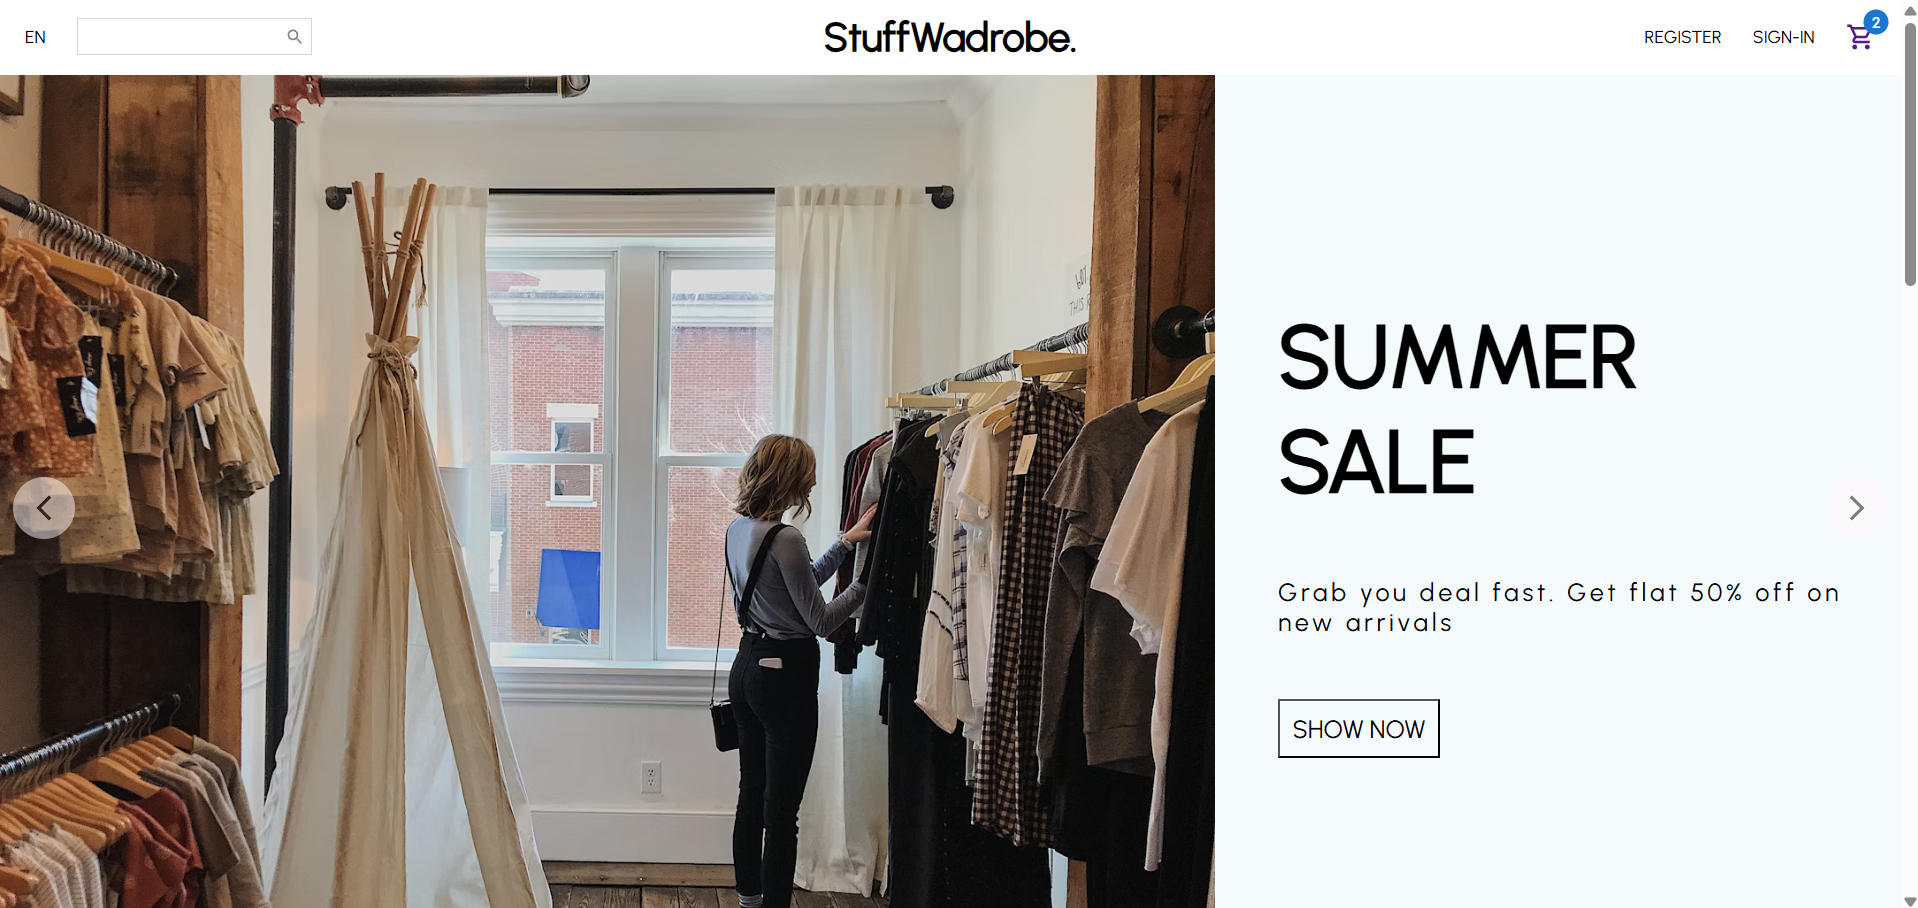 EN
StuffWadrobe.
REGISTER
SIGN-IN
2
SUMMER
SALE
Grab you deal fast. Get flat 50% off on
new arrivals
SHOW NOW